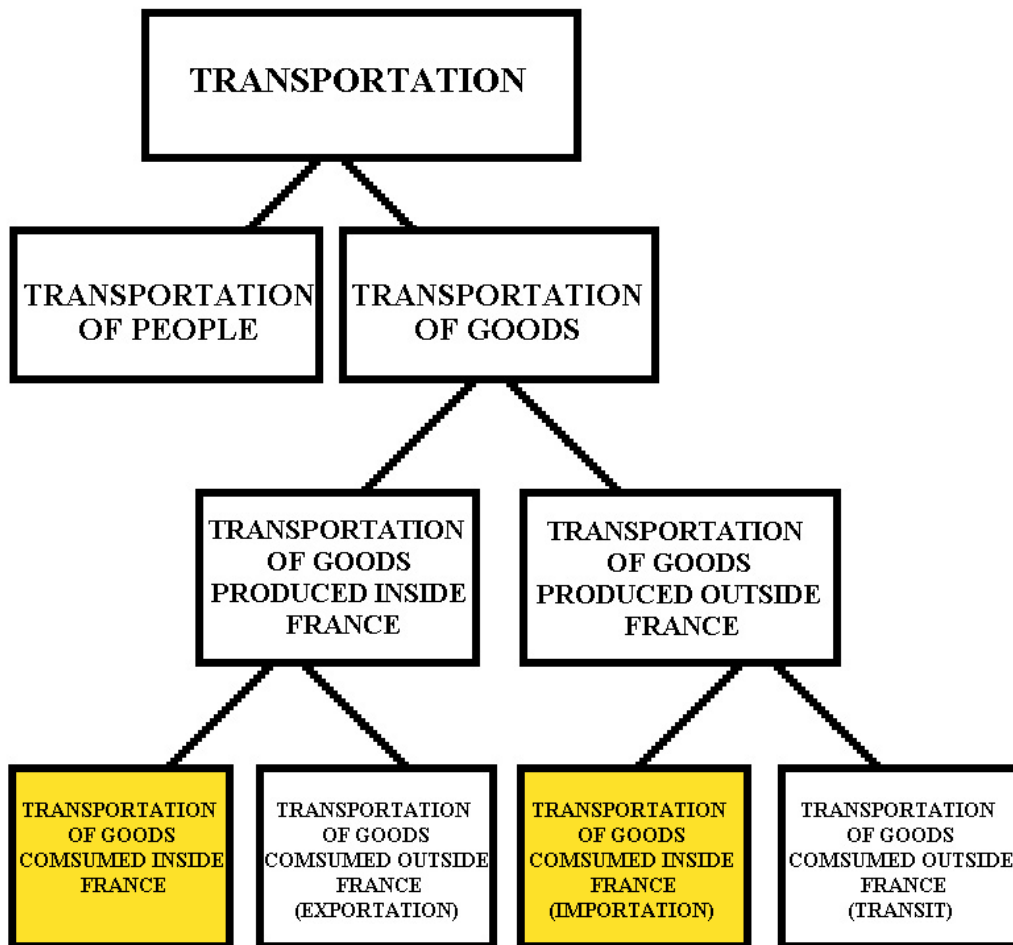 TRANSPORTATION
TRANSPORTATION
OF PEOPLE
TRANSPORTATION
OF GOODS
TRANSPORTATION
OF GOODS
PRODUCED INSIDE
FRANCE
TRANSPORTATION
OF GOODS
PRODUCED OUTSIDE
FRANCE
TRANSPORTATION
OF GOODS
COMSUMED INSIDE
FRANCE
TRANSPORTATION
OF GOODS
COMSUMED OUTSIDE
FRANCE
(EXPORTATION)
TRANSPORTATION
OF GOODS
COMSUMED INSIDE
FRANCE
(IMPORTATION)
TRANSPORTATION
OF GOODS
COMSUMED OUTSIDE
FRANCE
(TRANSIT)